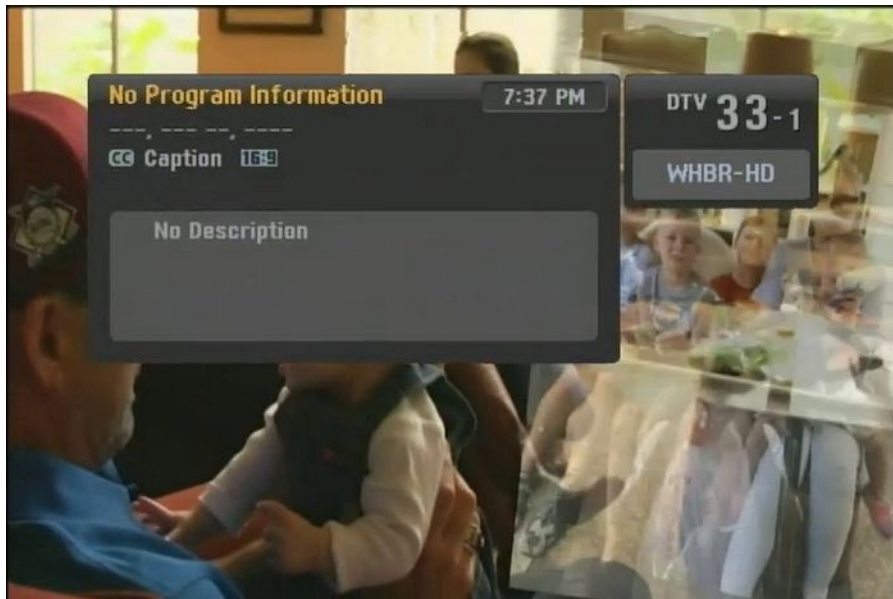 No Program Information
7:37 PM
---, --- --, ----
CC Caption 16:9
No Description
DTV 33-1
WHBR-HD